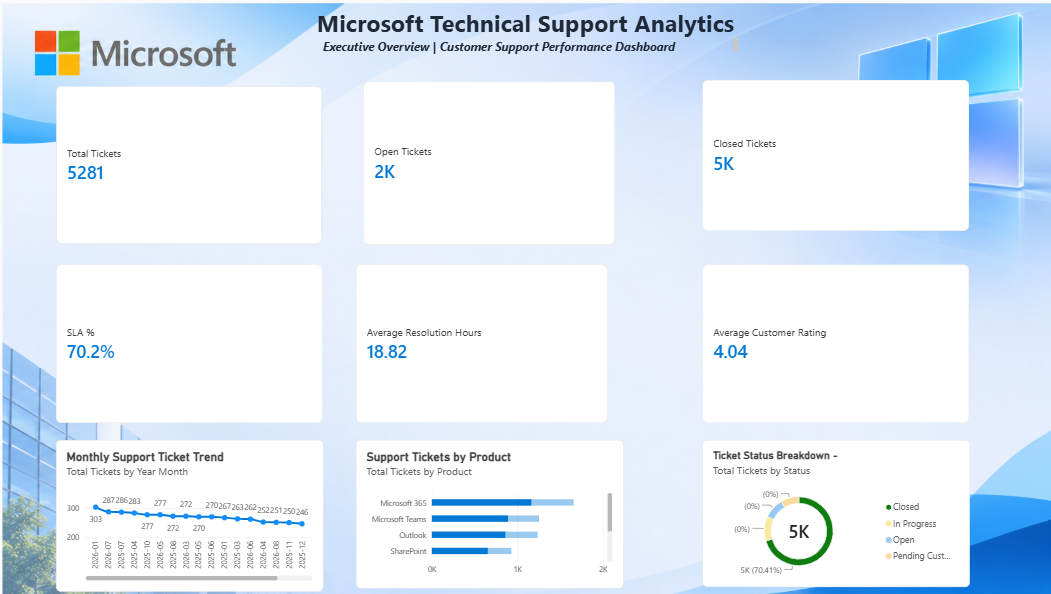 Microsoft Technical Support Analytics
Executive Overview | Customer Support Performance Dashboard
Microsoft
Total Tickets
5281
Open Tickets
2K
Closed Tickets
5K
SLA %
70.2%
Average Resolution Hours
18.82
Average Customer Rating
4.04
Monthly Support Ticket Trend
Total Tickets by Year Month
300
200
303
287
286
283
277
277
272
272
270
270
267
263
262
252
251
250
246
2026-01
2026-07
2025-07
2025-04
2025-10
2025-05
2025-08
2026-03
2026-05
2025-06
2025-01
2025-03
2026-06
2026-04
2026-08
2025-11
2025-12
Support Tickets by Product
Total Tickets by Product
Microsoft 365
Microsoft Teams
Outlook
SharePoint
0K
1K
2K
Ticket Status Breakdown -
Total Tickets by Status
(0%)
(0%)
(0%)
5K
5K (70.41%)
Closed
In Progress
Open
Pending Cust...